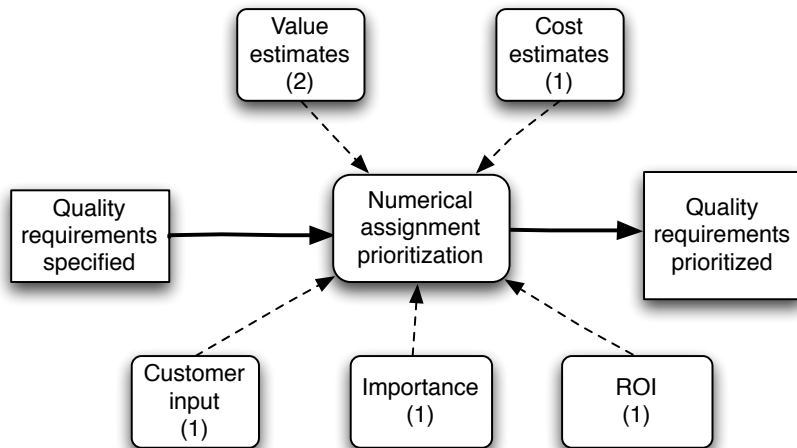 Value
estimates
(2)
Cost
estimates
(1)
Quality
requirements
specified
Numerical
assignment
prioritization
Quality
requirements
prioritized
Customer
input
(1)
Importance
(1)
ROI
(1)